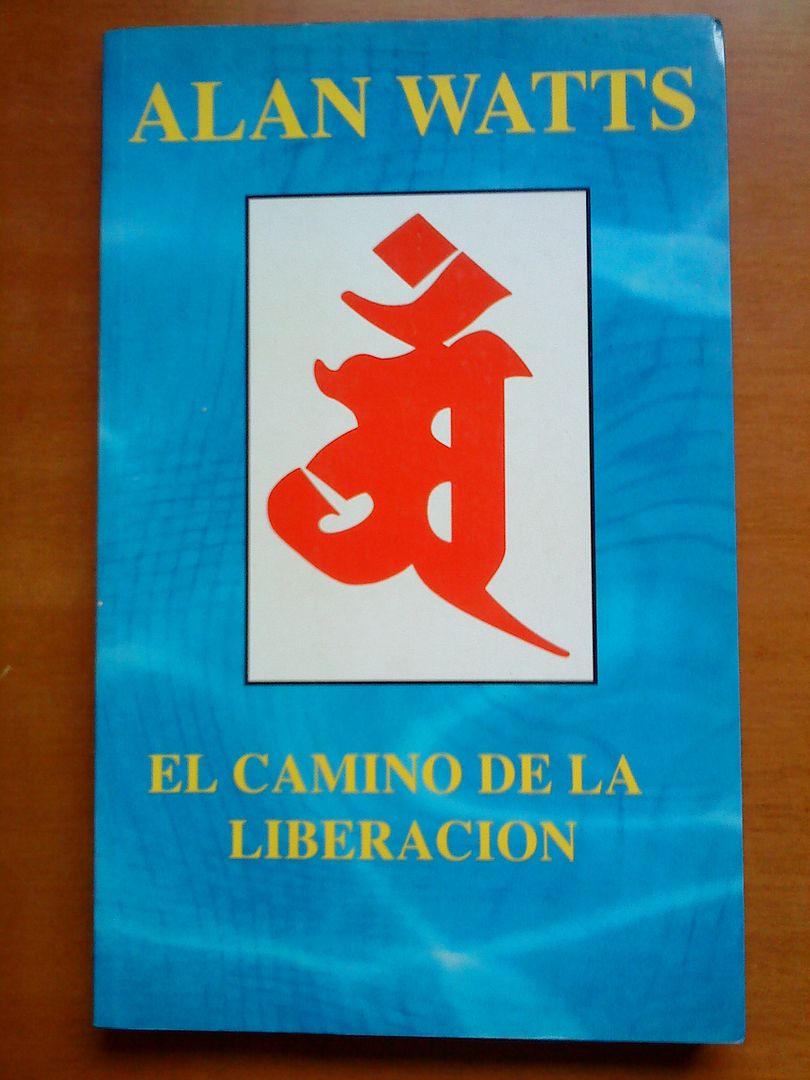 ALAN WATTS
EL CAMINO DE LA
LIBERACION